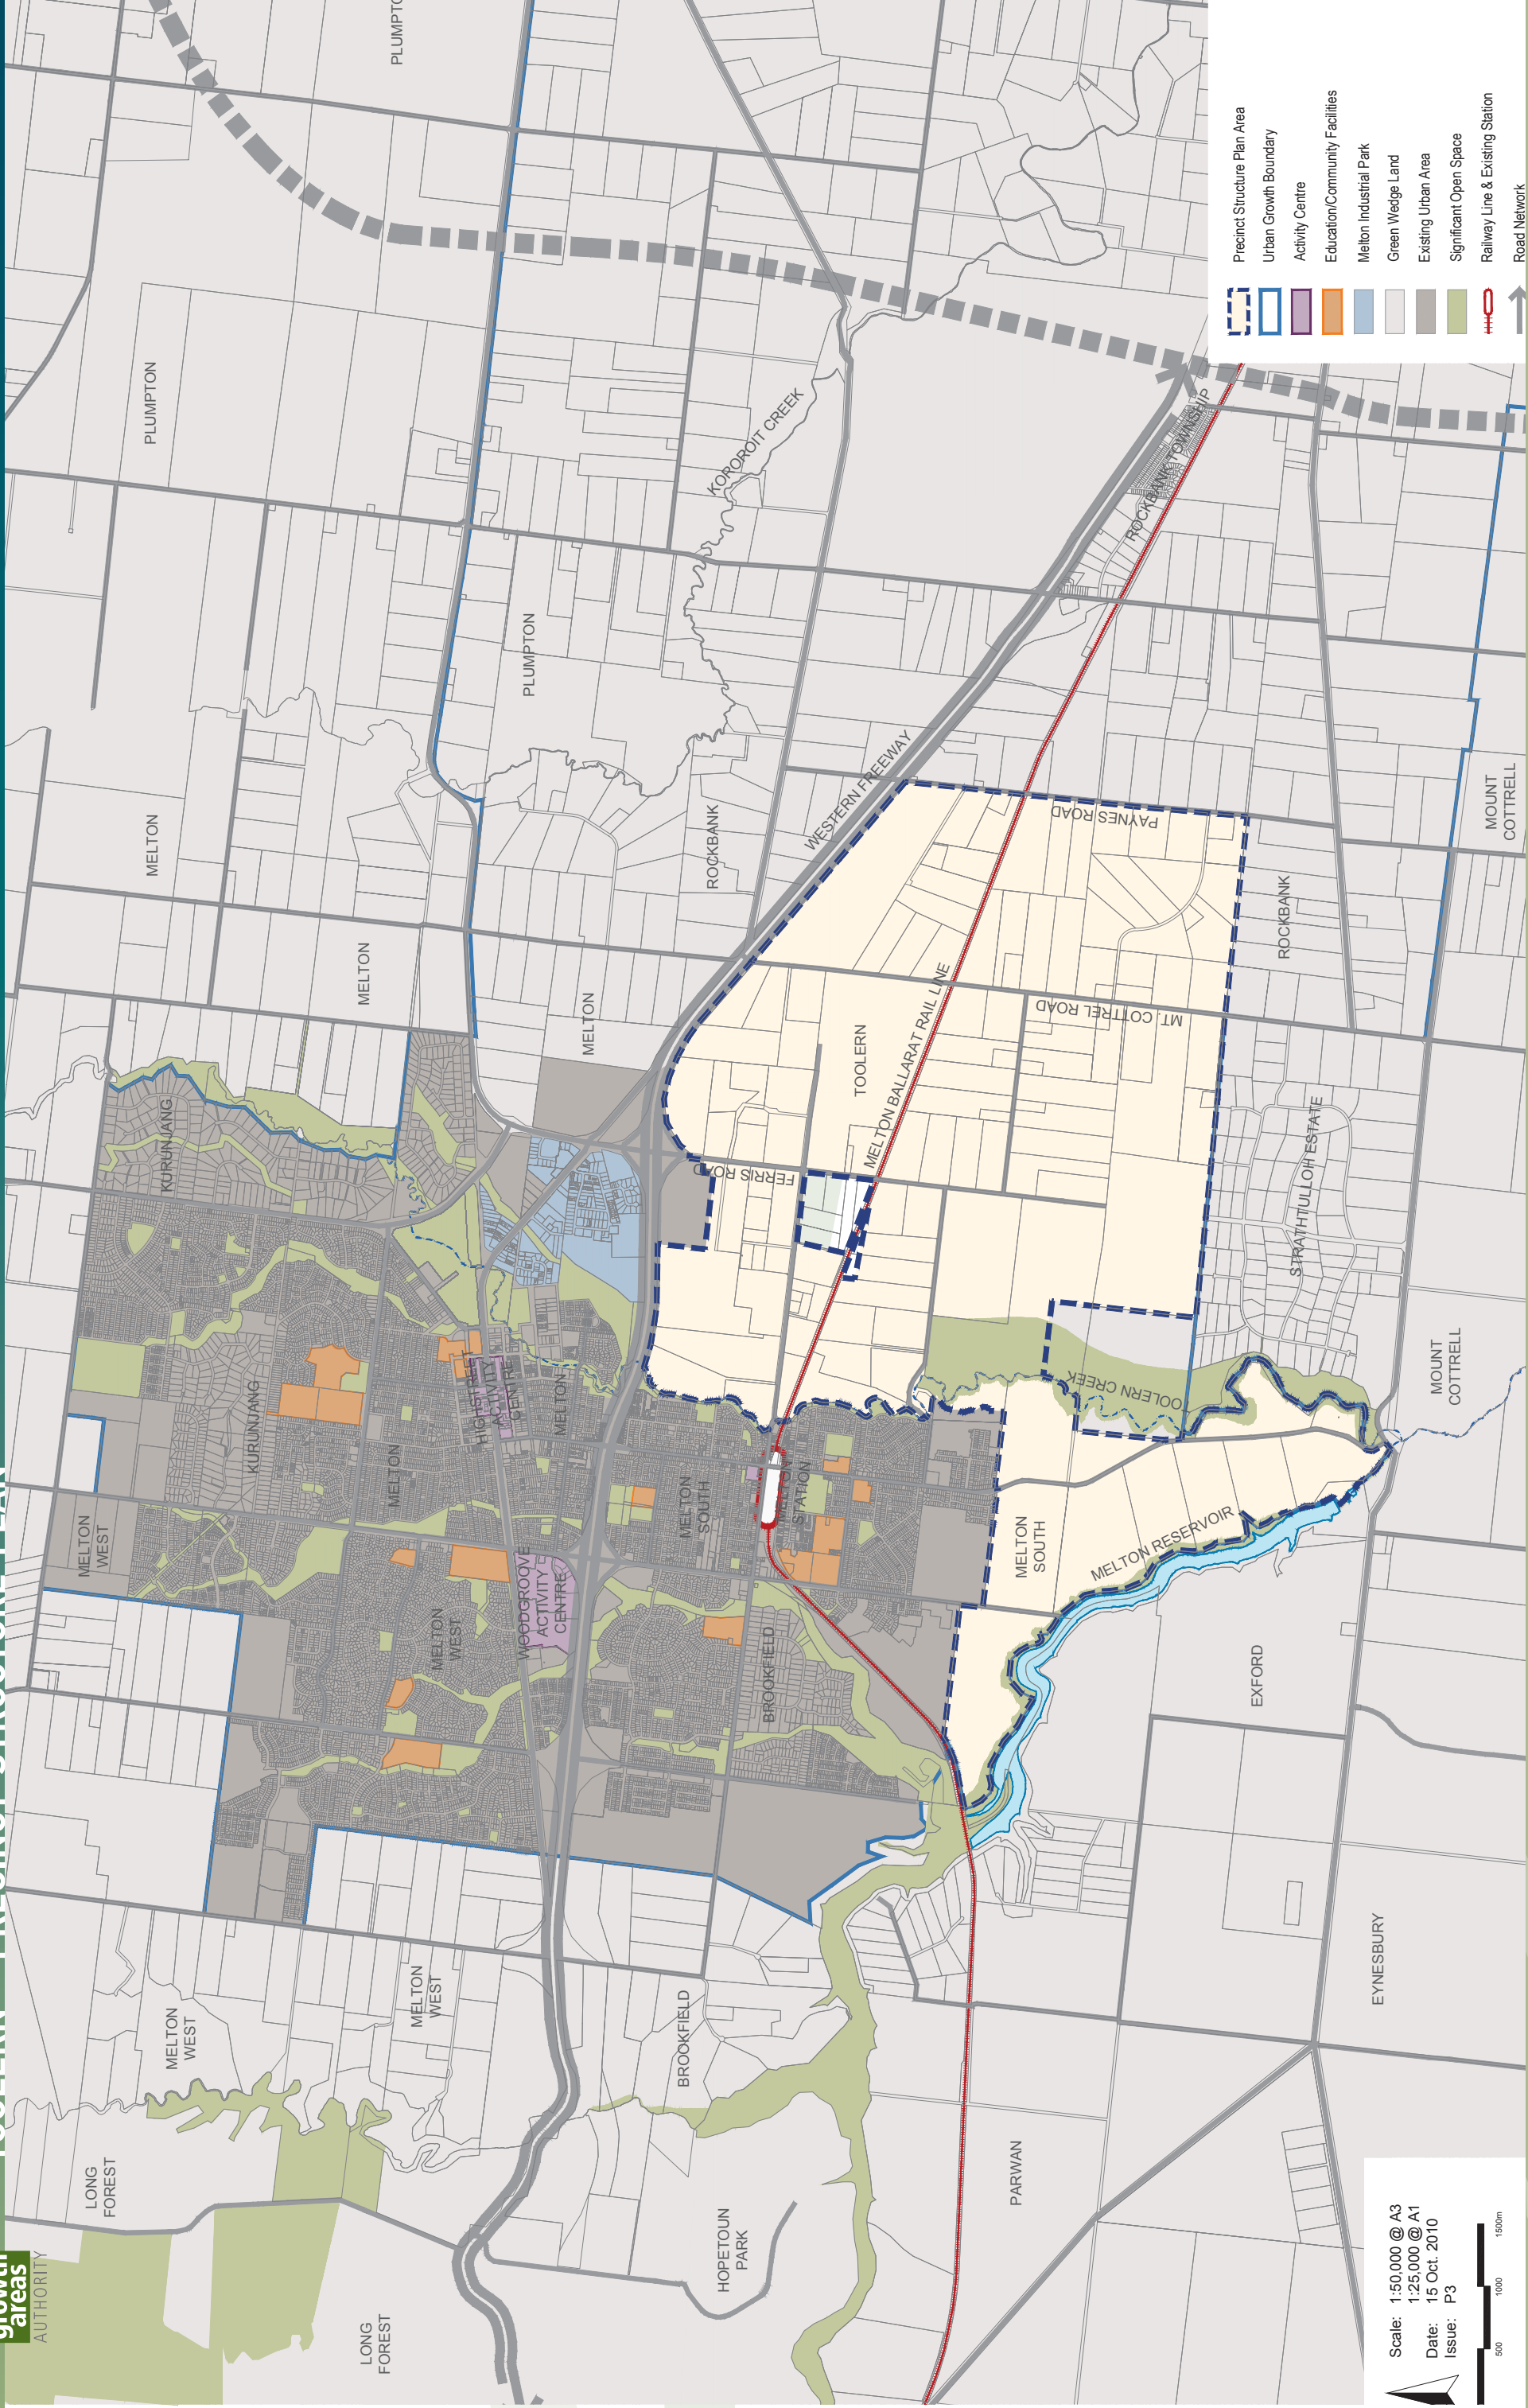 growth
areas
AUTHORITY
LONG
FOREST
MELTON
WEST
MELTON
WEST
KURUNJANG
MELTON
PLUMPTON
KURUNJANG
LONG
FOREST
MELTON
WEST
MELTON
WEST
MELTON
MELTON
PLUMPTON
HIGH STREET
ACTIVITY
CENTRE
WOODGROOVE
ACTIVITY
CENTRE
MELTON
MELTON
PLUMPTON
HOPETOUN
PARK
BROOKFIELD
BROOKFIELD
MELTON
SOUTH
MELTON
STATION
FERRIS ROAD
ROCKBANK
KOROROIT CREEK
WESTERN FREEWAY
TOOLERN
MELTON BALLARAT RAIL LINE
PARWAN
MELTON
SOUTH
MT. COTTREL ROAD
PAYNES ROAD
MELTON RESERVOIR
TOOLERN CREEK
ROCKBANK TOWNSHIP
EXFORD
STRATHTULLOH ESTATE
ROCKBANK
EYNESBURY
MOUNT
COTTRELL
MOUNT
COTTRELL
Precinct Structure Plan Area
Urban Growth Boundary
Activity Centre
Education/Community Facilities
Melton Industrial Park
Green Wedge Land
Existing Urban Area
Significant Open Space
Railway Line & Existing Station
Road Network
Scale: 1:50,000 @ A3
1:25,000 @ A1
Date: 15 Oct. 2010
Issue: P3
500 1000 1500m